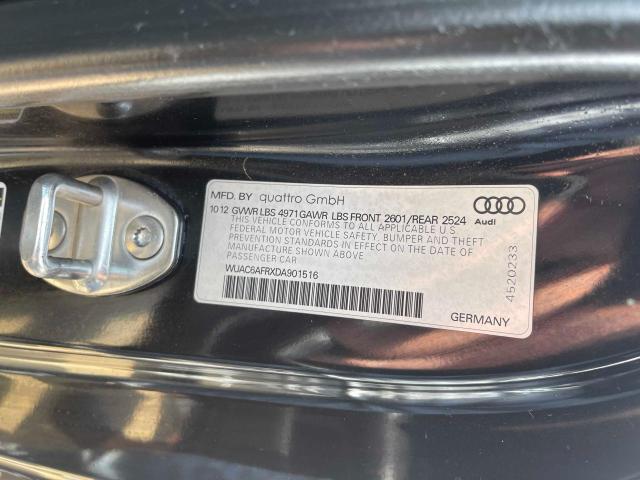 MFD. BY quattro GmbH
10 12 GVWR LBS 4971 GAWR LBS FRONT 2601/REAR 2524
THIS VEHICLE CONFORMS TO ALL APPLICABLE U.S
FEDERAL MOTOR VEHICLE SAFETY, BUMPER AND THEFT
PREVENTION STANDARDS IN EFFECT ON THE DATE OF
MANUFACTURE SHOWN ABOVE
PASSENGER CAR
WUAC6AFRXDA901516
Audi
4520233
GERMANY